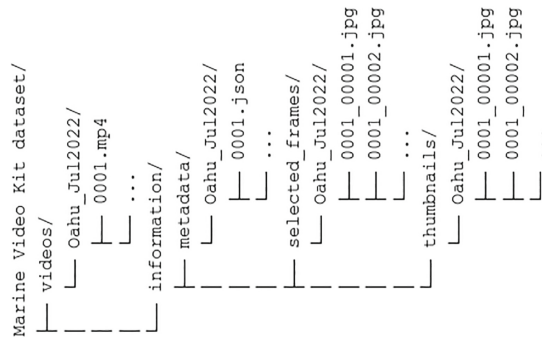 Marine Video Kit dataset/
videos/
Oahu_Jul2022/
0001.mp4
...
information/
metadata/
Oahu_Jul2022/
0001.json
...
selected_frames/
Oahu_Jul2022/
0001_00001.jpg
0001_00002.jpg
...
thumbnails/
Oahu_Jul2022/
0001_00001.jpg
0001_00002.jpg